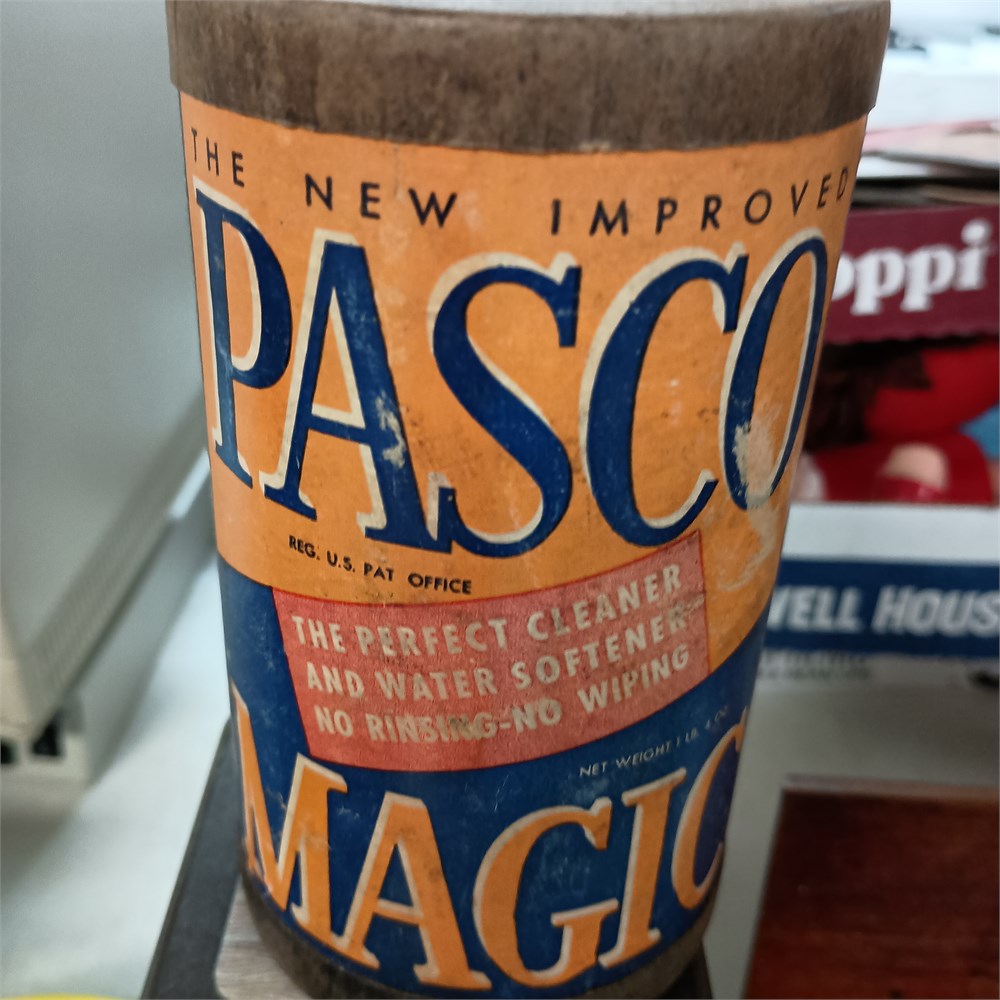 THE NEW IMPROVED
PASCO
REG. U.S. PAT OFFICE
THE PERFECT CLEANER
AND WATER SOFTENER
NO RINSING-NO WIPING
NET WEIGHT 1 LB. 4 OZ.
MAGIC
oppi
WELL HOUS